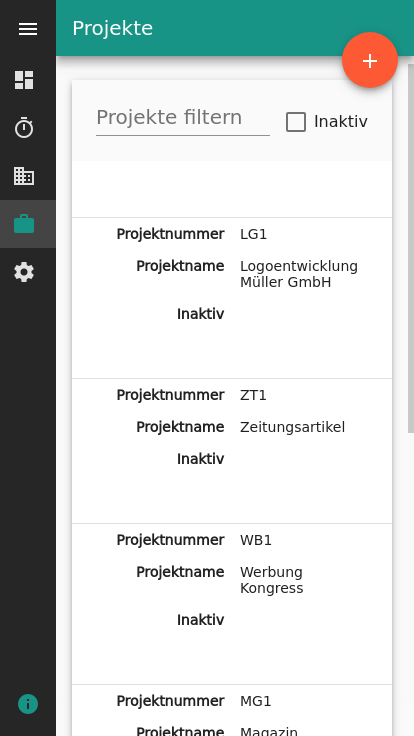 Projekte
Projekte filtern
Inaktiv
Projektnummer LG1
Projektname Logoentwicklung
Müller GmbH
Inaktiv
Projektnummer ZT1
Projektname Zeitungsartikel
Inaktiv
Projektnummer WB1
Projektname Werbung
Kongress
Inaktiv
Projektnummer MG1
Projektname Magazin